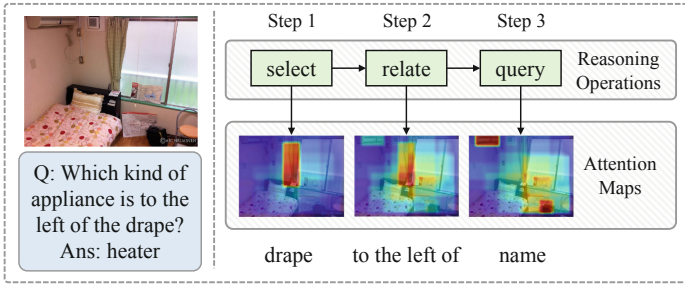 Step 1 Step 2 Step 3
select relate query
Reasoning
Operations
Attention
Maps
drape to the left of name
Q: Which kind of
appliance is to the
left of the drape?
Ans: heater